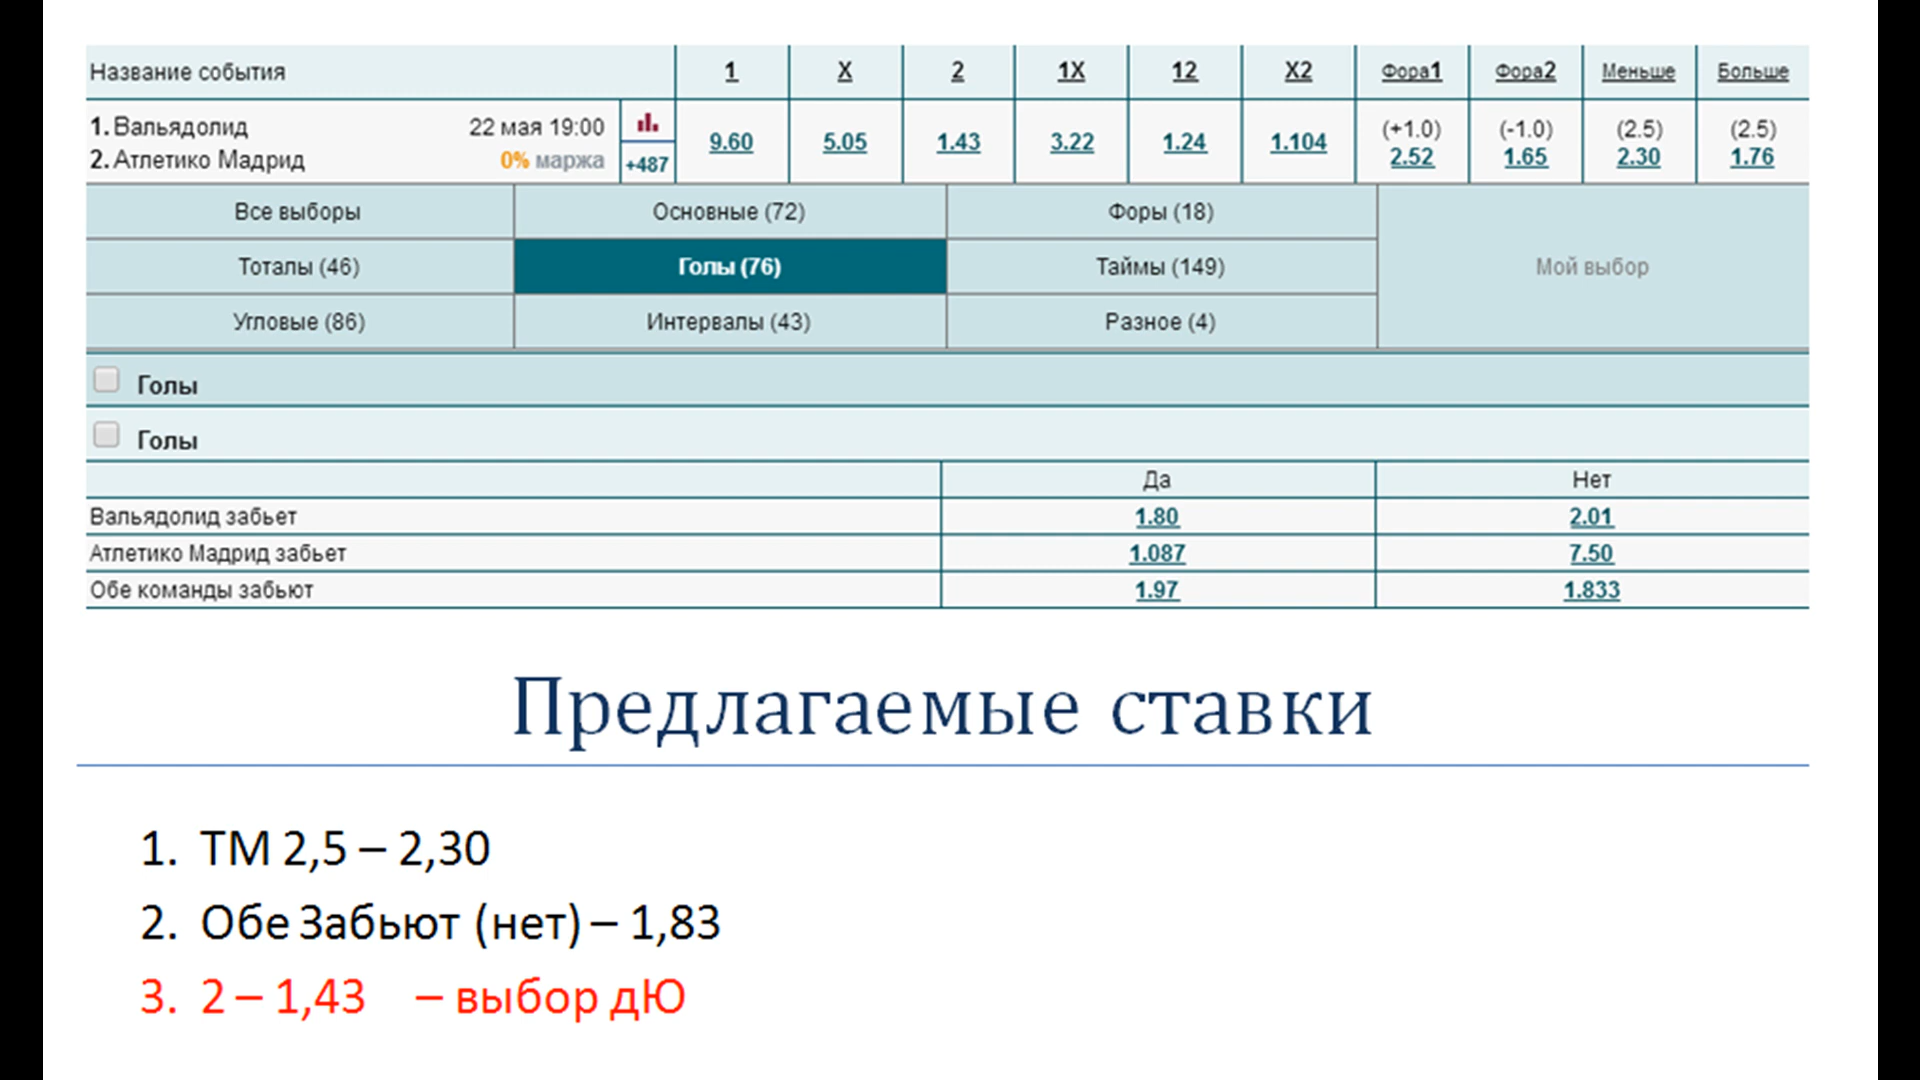 Название события 1 X 2 1X 12 X2 Фора1 Фора2 Меньше Больше
1. Вальядолид 22 мая 19:00 9.60 5.05 1.43 3.22 1.24 1.104 (+1.0) 2.52 (-1.0) 1.65 (2.5) 2.30 (2.5) 1.76
2. Атлетико Мадрид 0% маржа +487
Все выборы Основные (72) Форы (18)
Тоталы (46) Голы (76) Таймы (149) Мой выбор
Угловые (86) Интервалы (43) Разное (4)
Голы
Голы
Да Нет
Вальядолид забьет 1.80 2.01
Атлетико Мадрид забьет 1.087 7.50
Обе команды забьют 1.97 1.833
Предлагаемые ставки
1. ТМ 2,5 – 2,30
2. Обе Забьют (нет) – 1,83
3. 2 – 1,43 – выбор дЮ